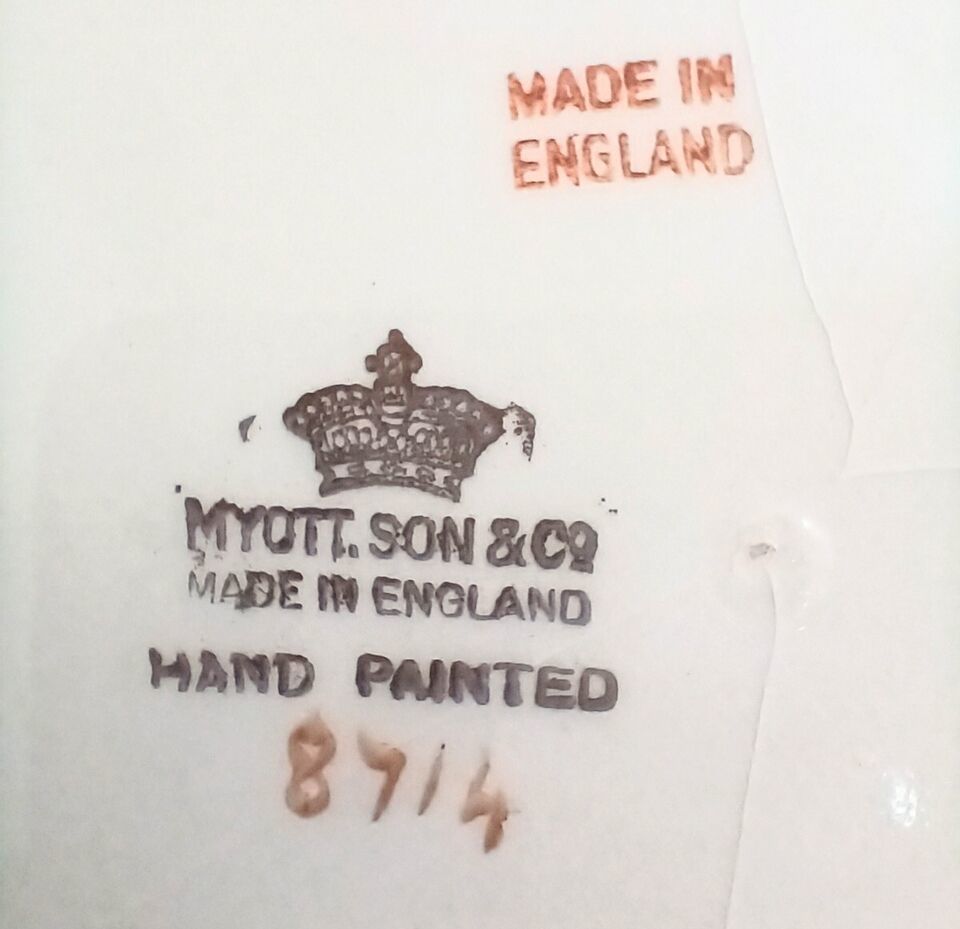 MADE IN
ENGLAND
MYOTT. SON & Co
MADE IN ENGLAND
HAND PAINTED
8714